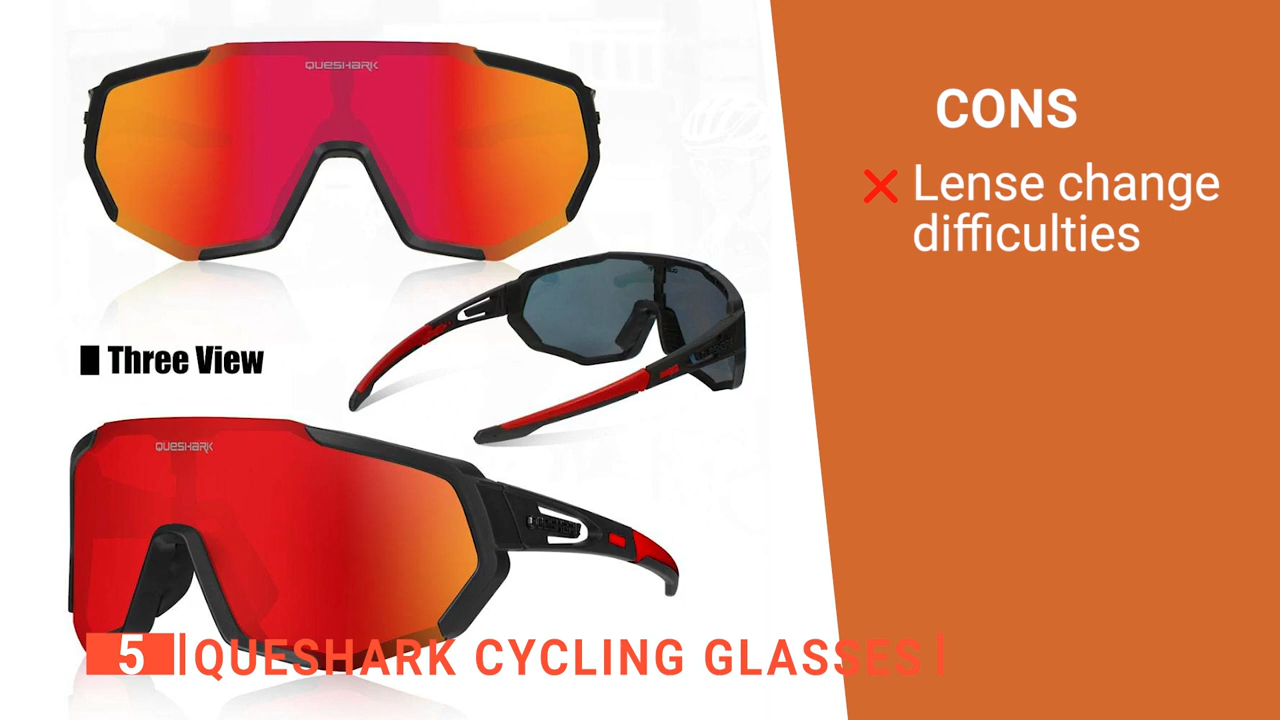 QUESHARK
CONS
Lense change
difficulties
Three View
QUESHARK
5 QUESHARK CYCLING GLASSES